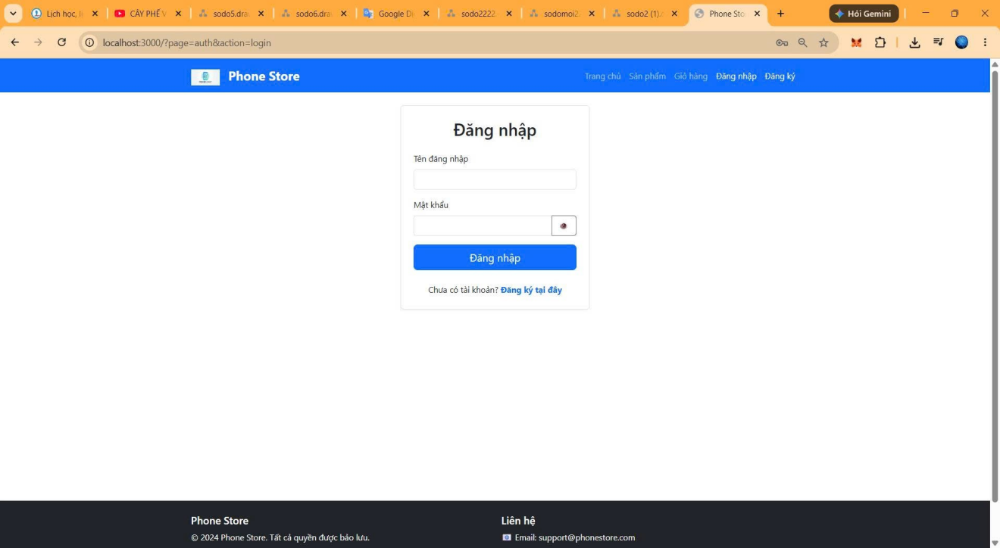 Lịch học, l
CÂY PHẾ V
sodo5.dra
sodo6.dra
Google D
sodo2222.
sodomoi2.
sodo2 (1).
Phone Sto
Hỏi Gemini
localhost:3000/?page=auth&action=login
Phone Store
Trang chủ Sản phẩm Giỏ hàng Đăng nhập Đăng ký
Đăng nhập
Tên đăng nhập
Mật khẩu
Đăng nhập
Chưa có tài khoản? Đăng ký tại đây
Phone Store
© 2024 Phone Store. Tất cả quyền được bảo lưu.
Liên hệ
Email: support@phonestore.com